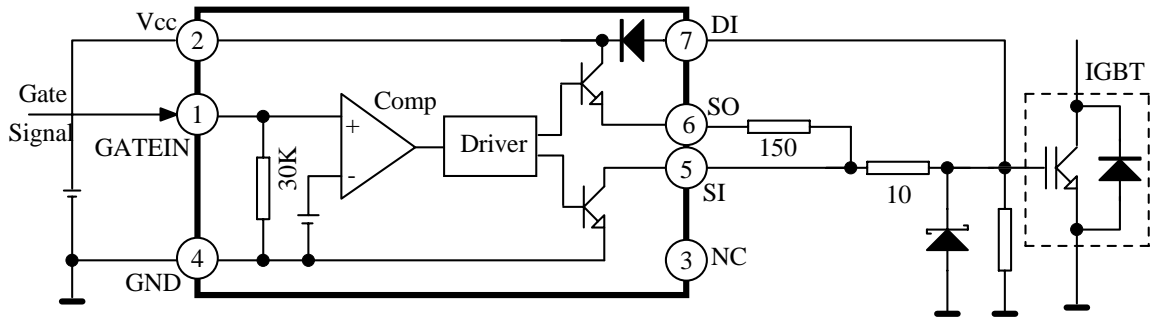 Vcc
2
7
DI
Gate
Signal
1
GATEIN
30K
+
-
Comp
Driver
SO
6
150
5
SI
10
IGBT
4
GND
3
NC